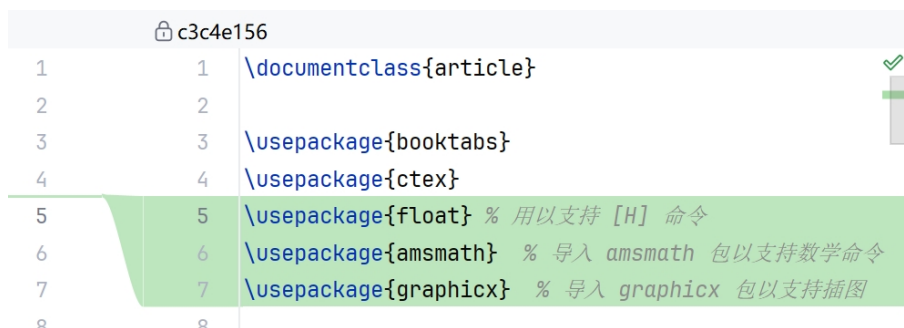 c3c4e156
1 1 \documentclass{article}
2 2
3 3 \usepackage{booktabs}
4 4 \usepackage{ctex}
5 5 \usepackage{float} % 用以支持 [H] 命令
6 6 \usepackage{amsmath}  % 导入 amsmath 包以支持数学命令
7 7 \usepackage{graphicx}  % 导入 graphicx 包以支持插图
8 8